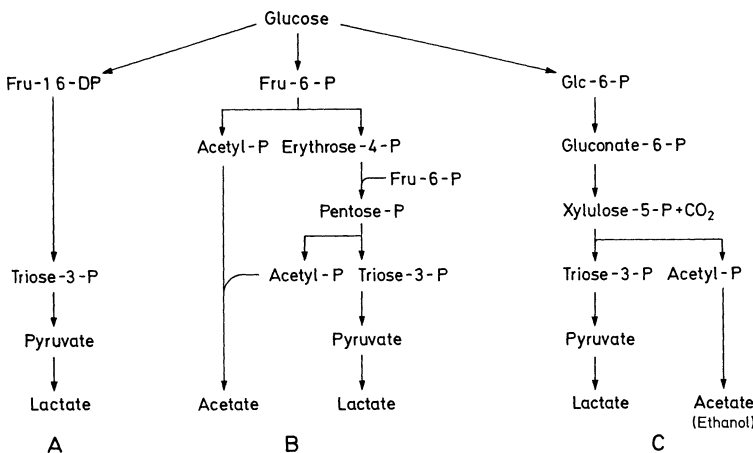 Glucose
Fru-1 6-DP Fru-6-P Glc-6-P
Acetyl-P Erythrose-4-P Gluconate-6-P
Fru-6-P
Pentose-P Xylulose-5-P+CO₂
Triose-3-P Acetyl-P Triose-3-P Triose-3-P Acetyl-P
Pyruvate Pyruvate Pyruvate
Lactate Acetate Lactate Lactate Acetate
(Ethanol)
A B C